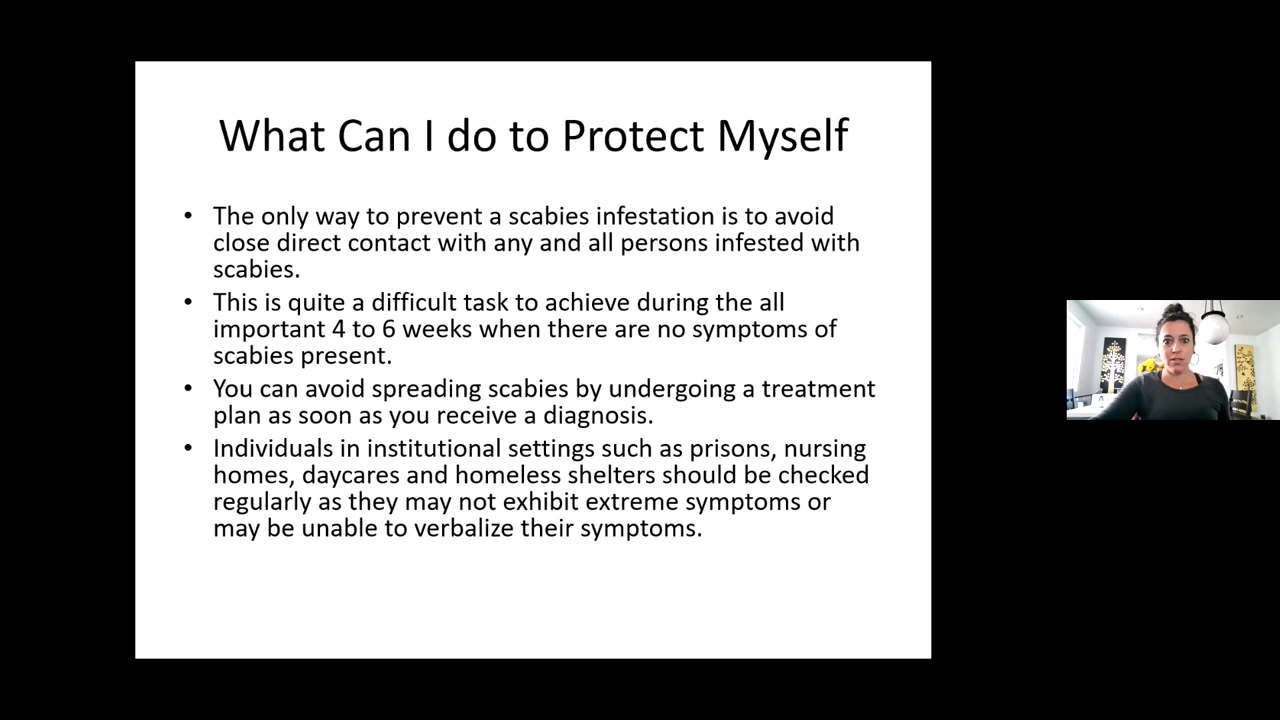 What Can I do to Protect Myself
• The only way to prevent a scabies infestation is to avoid
close direct contact with any and all persons infested with
scabies.
• This is quite a difficult task to achieve during the all
important 4 to 6 weeks when there are no symptoms of
scabies present.
• You can avoid spreading scabies by undergoing a treatment
plan as soon as you receive a diagnosis.
• Individuals in institutional settings such as prisons, nursing
homes, daycares and homeless shelters should be checked
regularly as they may not exhibit extreme symptoms or
may be unable to verbalize their symptoms.